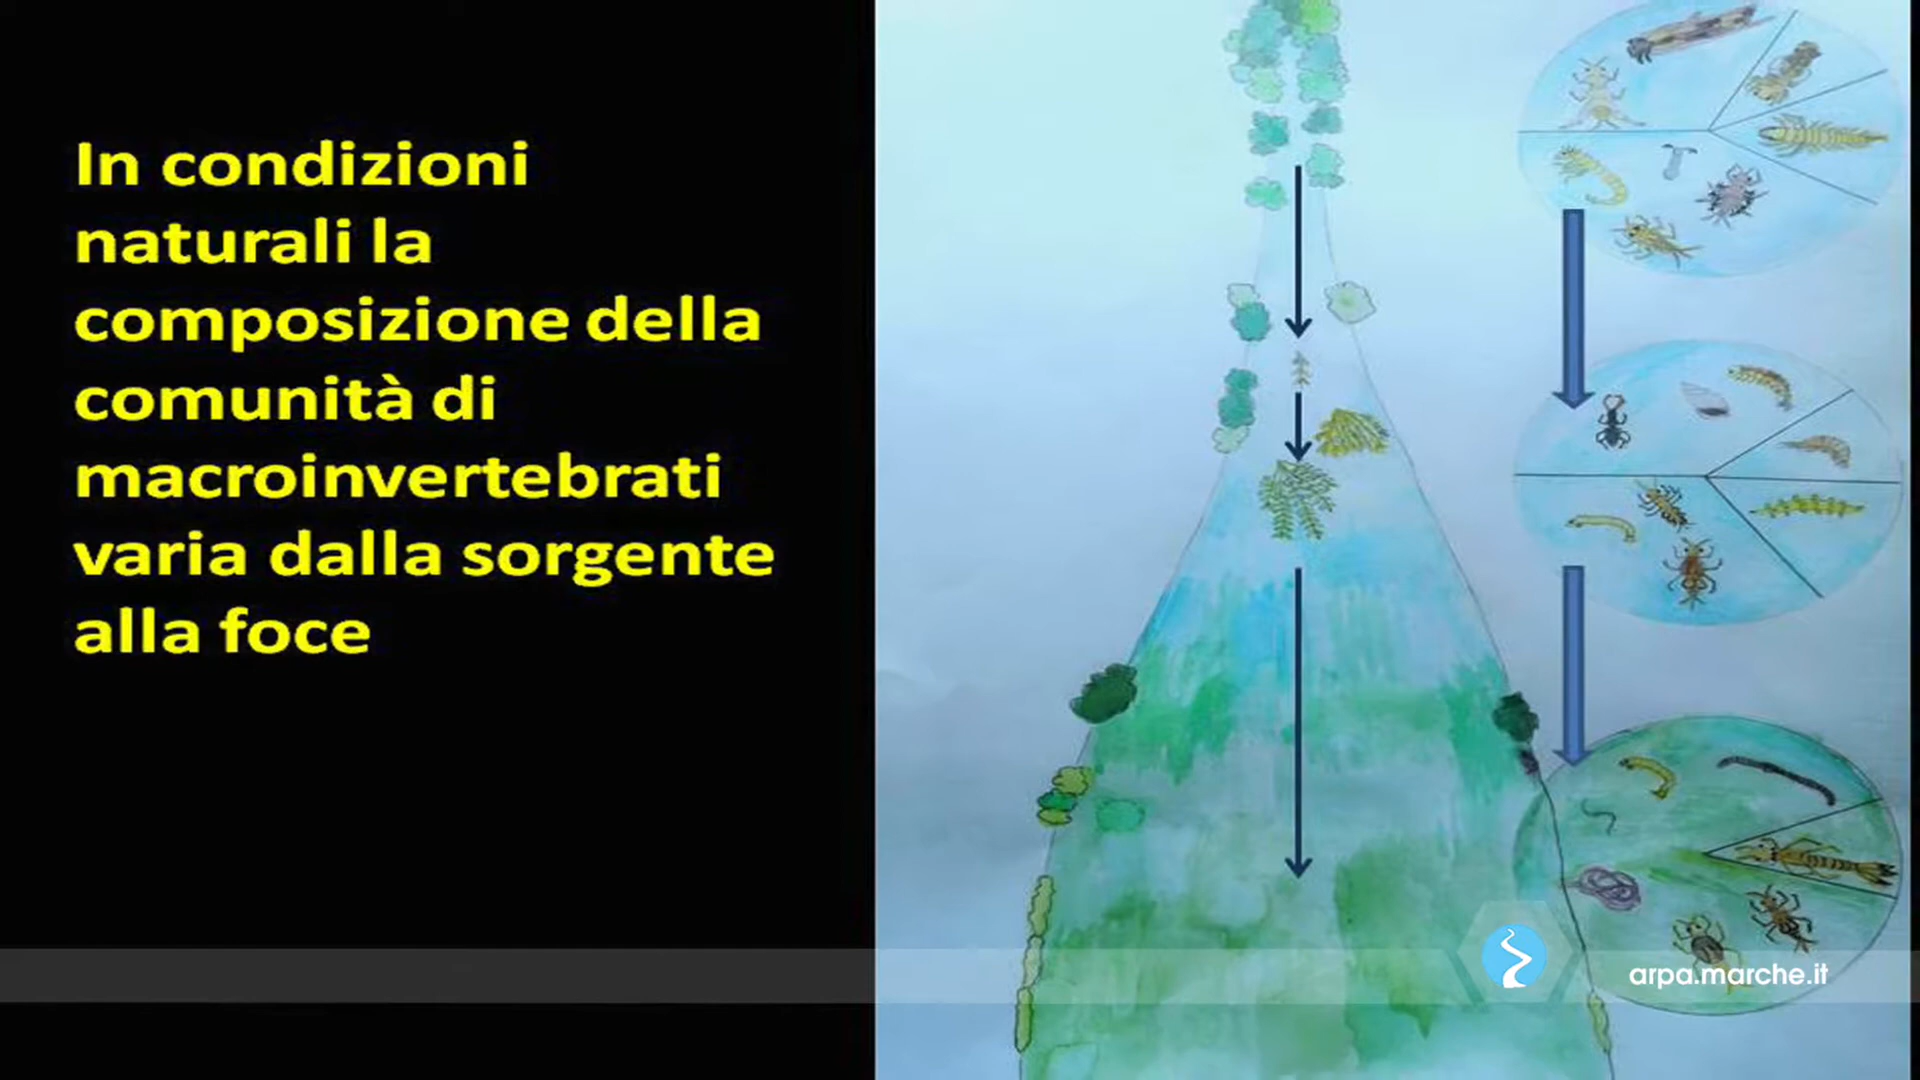 In condizioni
naturali la
composizione della
comunità di
macroinvertebrati
varia dalla sorgente
alla foce
arpa.marche.it